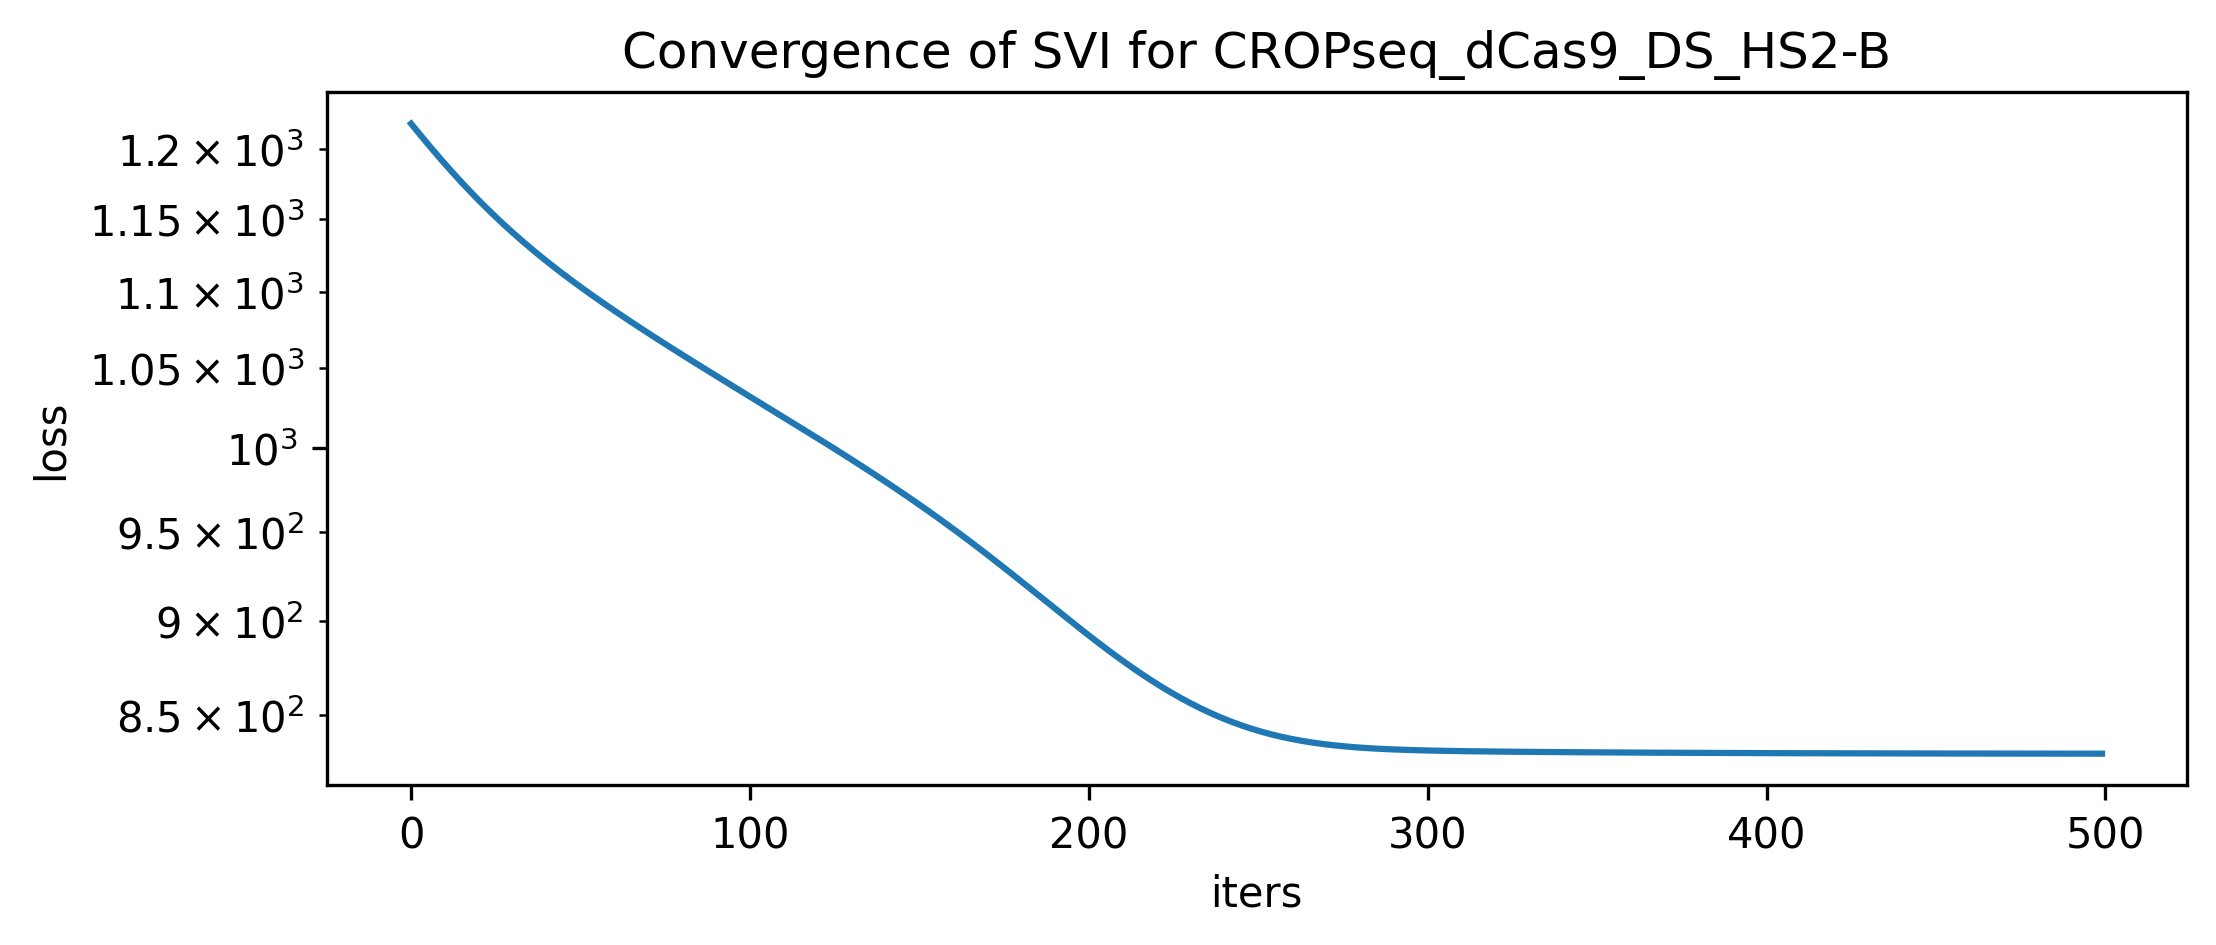 Convergence of SVI for CROPseq_dCas9_DS_HS2-B
1.2 × 10³
1.15 × 10³
1.1 × 10³
1.05 × 10³
10³
9.5 × 10²
9 × 10²
8.5 × 10²
loss
0 100 200 300 400 500
iters